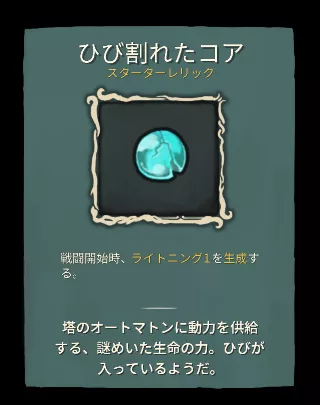 ひび割れたコア
スターターレリック
戦闘開始時、ライトニング1を生成す
る。
塔のオートマトンに動力を供給
する、謎めいた生命の力。ひびが
入っているようだ。